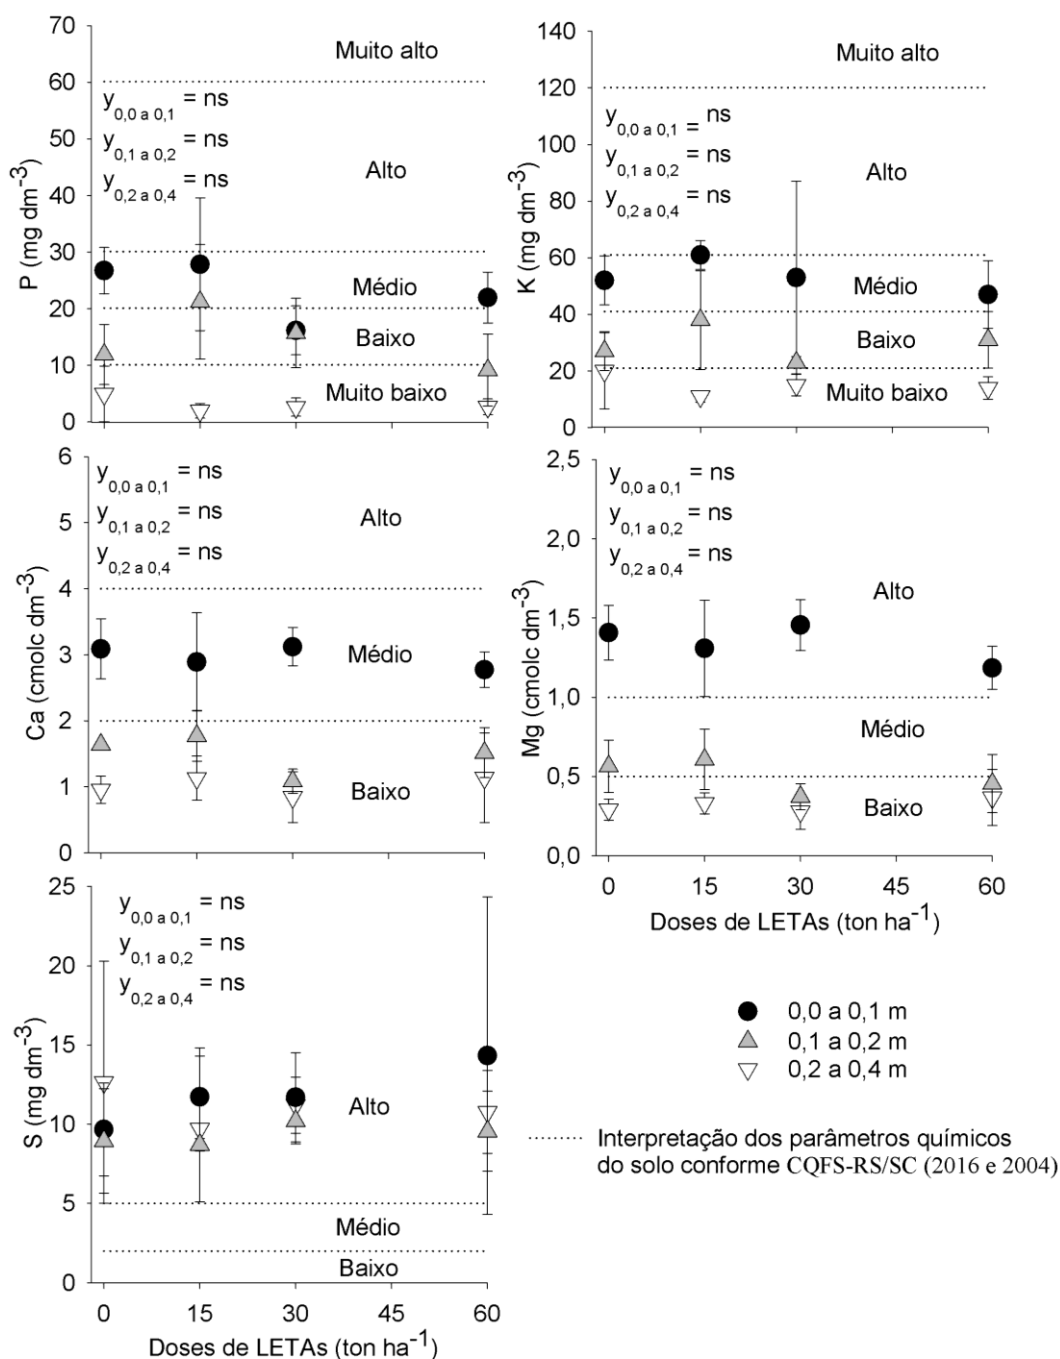 70
60
50
40
30
20
10
0
P (mg dm-3)
Muito alto
y0,0 a 0,1 = ns
y0,1 a 0,2 = ns
y0,2 a 0,4 = ns
Alto
Médio
Baixo
Muito baixo
140
120
100
80
60
40
20
0
K (mg dm-3)
Muito alto
y0,0 a 0,1 = ns
y0,1 a 0,2 = ns
y0,2 a 0,4 = ns
Alto
Médio
Baixo
Muito baixo
6
5
4
3
2
1
0
Ca (cmolc dm-3)
y0,0 a 0,1 = ns
y0,1 a 0,2 = ns
y0,2 a 0,4 = ns
Alto
Médio
Baixo
2,5
2,0
1,5
1,0
0,5
0,0
Mg (cmolc dm-3)
y0,0 a 0,1 = ns
y0,1 a 0,2 = ns
y0,2 a 0,4 = ns
Alto
Médio
Baixo
0 15 30 45 60
Doses de LETAs (ton ha-1)
25
20
15
10
5
0
S (mg dm-3)
y0,0 a 0,1 = ns
y0,1 a 0,2 = ns
y0,2 a 0,4 = ns
Alto
Médio
Baixo
0 15 30 45 60
Doses de LETAs (ton ha-1)
0,0 a 0,1 m
0,1 a 0,2 m
0,2 a 0,4 m
Interpretação dos parâmetros químicos
do solo conforme CQFS-RS/SC (2016 e 2004)